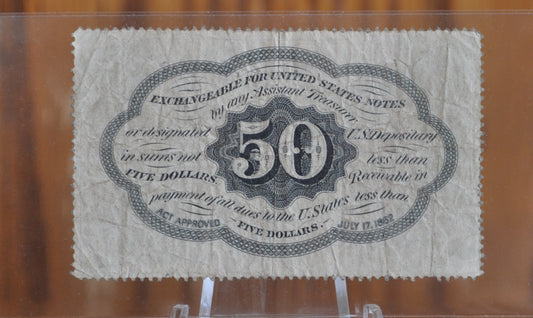 EXCHANGEABLE FOR UNITED STATES NOTES
by any Assistant Treasurer
or designated U.S. Depositary
in sums not less than
FIVE DOLLARS Receivable in
payment of all dues to the U. States less than
FIVE DOLLARS.
50
ACT APPROVED JULY 17, 1862